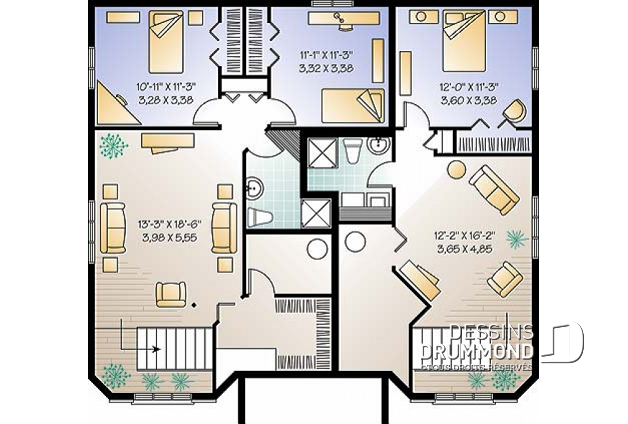 10'-11" X 11'-3"
3,28 X 3,38
11'-1" X 11'-3"
3,32 X 3,38
12'-0" X 11'-3"
3,60 X 3,38
13'-3" X 18'-6"
3,98 X 5,55
12'-2" X 16'-2"
3,65 X 4,85
DESSINS
DRUMMOND
TOUS DROITS RÉSERVÉS